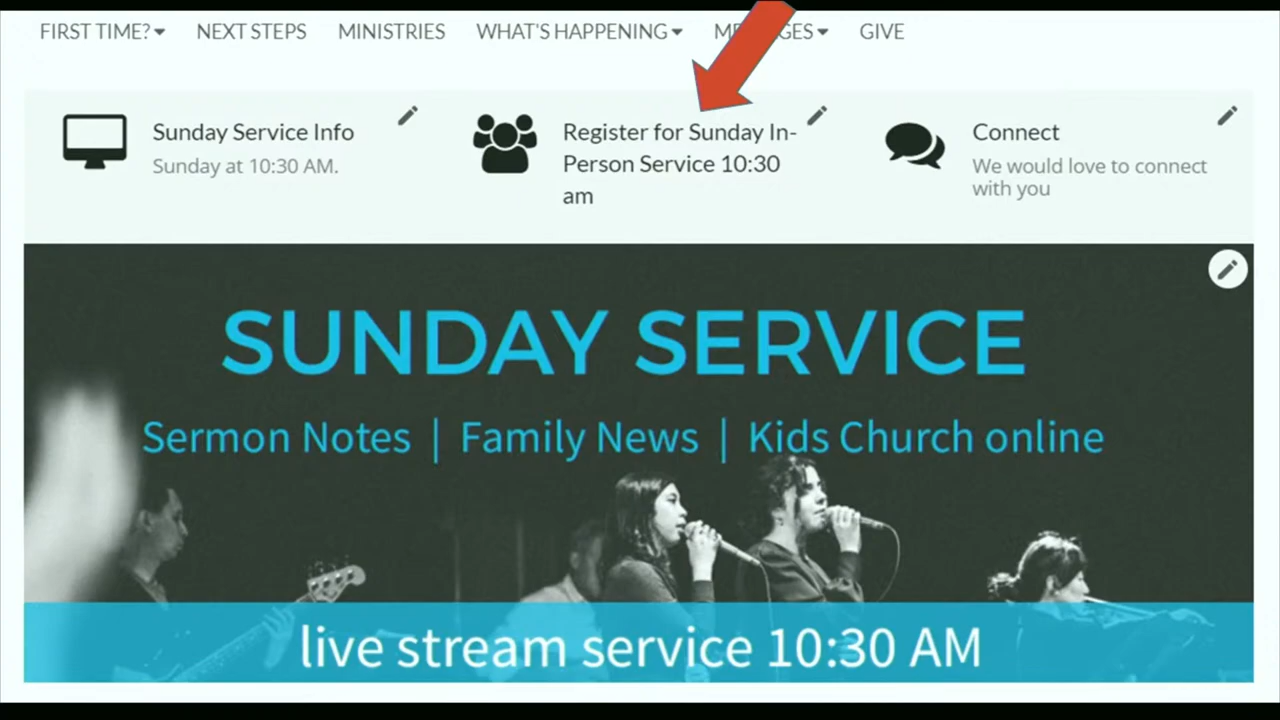 FIRST TIME?
NEXT STEPS
MINISTRIES
WHAT'S HAPPENING
GIVE
Sunday Service Info
Sunday at 10:30 AM.
Register for Sunday In-
Person Service 10:30
am
Connect
We would love to connect
with you
SUNDAY SERVICE
Sermon Notes | Family News | Kids Church online
live stream service 10:30 AM